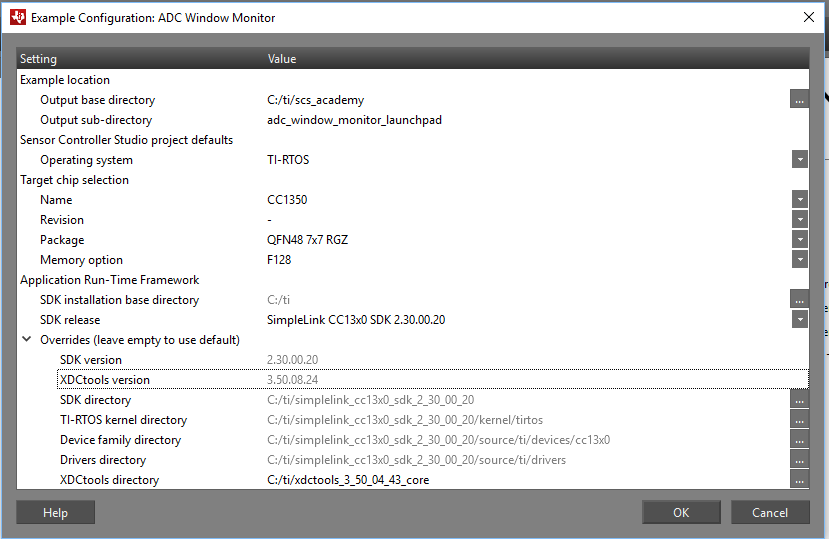 Example Configuration: ADC Window Monitor
Setting Value
Example location
Output base directory C:/ti/scs_academy ...
Output sub-directory adc_window_monitor_launchpad
Sensor Controller Studio project defaults
Operating system TI-RTOS
Target chip selection
Name CC1350
Revision -
Package QFN48 7x7 RGZ
Memory option F128
Application Run-Time Framework
SDK installation base directory C:/ti ...
SDK release SimpleLink CC13x0 SDK 2.30.00.20
Overrides (leave empty to use default)
SDK version 2.30.00.20
XDCtools version 3.50.08.24
SDK directory C:/ti/simplelink_cc13x0_sdk_2_30_00_20 ...
TI-RTOS kernel directory C:/ti/simplelink_cc13x0_sdk_2_30_00_20/kernel/tirtos ...
Device family directory C:/ti/simplelink_cc13x0_sdk_2_30_00_20/source/ti/devices/cc13x0 ...
Drivers directory C:/ti/simplelink_cc13x0_sdk_2_30_00_20/source/ti/drivers ...
XDCtools directory C:/ti/xdctools_3_50_04_43_core ...
Help OK Cancel